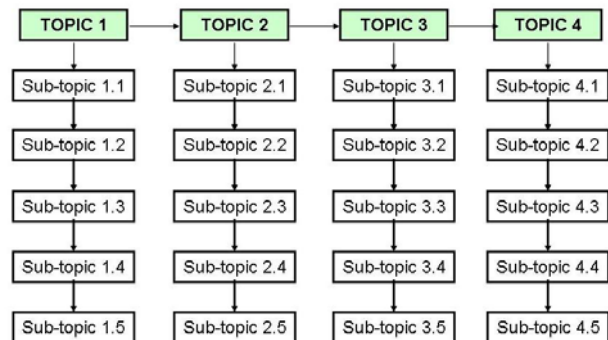 TOPIC 1
TOPIC 2
TOPIC 3
TOPIC 4
Sub-topic 1.1
Sub-topic 2.1
Sub-topic 3.1
Sub-topic 4.1
Sub-topic 1.2
Sub-topic 2.2
Sub-topic 3.2
Sub-topic 4.2
Sub-topic 1.3
Sub-topic 2.3
Sub-topic 3.3
Sub-topic 4.3
Sub-topic 1.4
Sub-topic 2.4
Sub-topic 3.4
Sub-topic 4.4
Sub-topic 1.5
Sub-topic 2.5
Sub-topic 3.5
Sub-topic 4.5